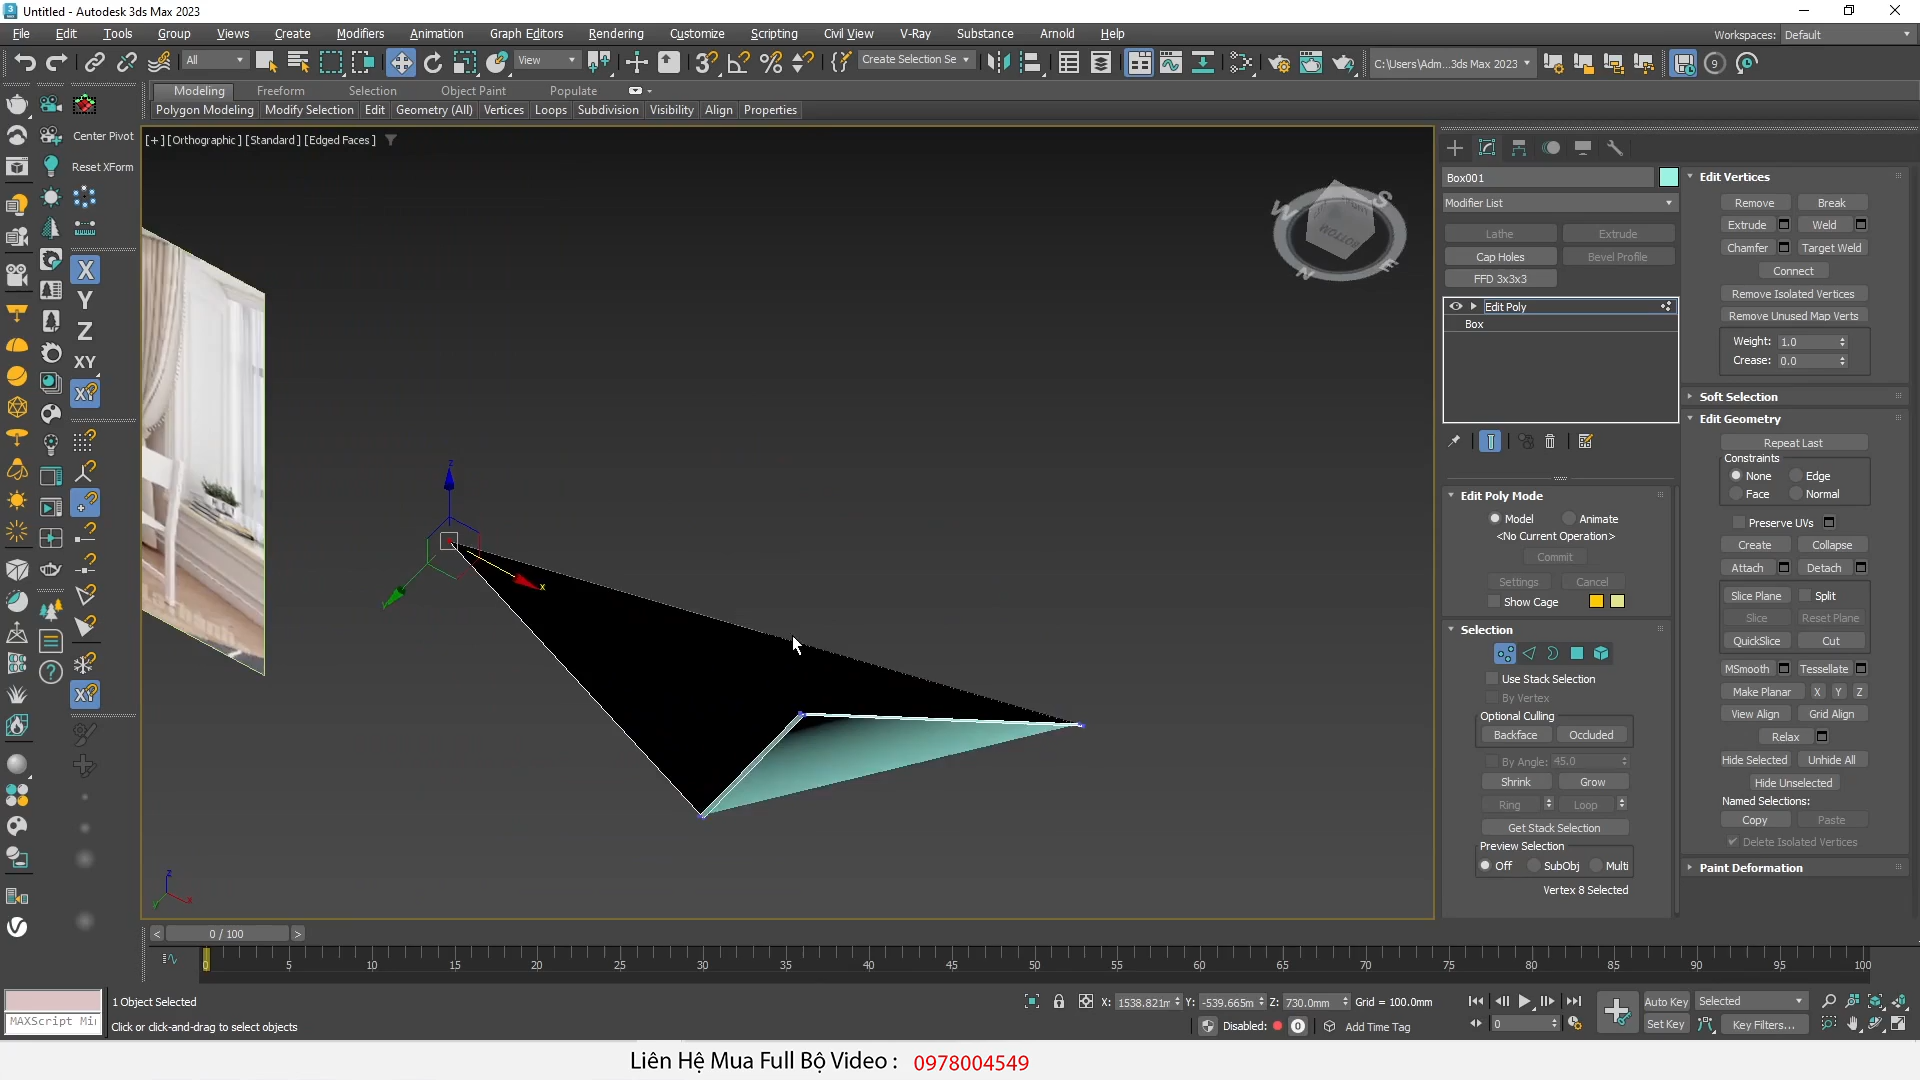 Untitled - Autodesk 3ds Max 2023
File Edit Tools Group Views Create Modifiers Animation Graph Editors Rendering Customize Scripting Civil View V-Ray Substance Arnold Help
Workspaces: Default
All View Create Selection Se C:\Users\Adm...3ds Max 2023 9
Modeling Freeform Selection Object Paint Populate
Polygon Modeling Modify Selection Edit Geometry (All) Vertices Loops Subdivision Visibility Align Properties
Center Pivot
Reset XForm
X
Y
Z
XY
XY
XY
[+] [Orthographic] [Standard] [Edged Faces]
W S N E
BOTTOM
z
x
y
z
x
y
Box001
Modifier List
Lathe Extrude
Cap Holes Bevel Profile
FFD 3x3x3
Edit Poly
Box
Edit Poly Mode
Model Animate
<No Current Operation>
Commit
Settings Cancel
Show Cage
Selection
Use Stack Selection
By Vertex
Optional Culling
Backface Occluded
By Angle: 45.0
Shrink Grow
Ring Loop
Get Stack Selection
Preview Selection
Off SubObj Multi
Vertex 8 Selected
Edit Vertices
Remove Break
Extrude Weld
Chamfer Target Weld
Connect
Remove Isolated Vertices
Remove Unused Map Verts
Weight: 1.0
Crease: 0.0
Soft Selection
Edit Geometry
Repeat Last
Constraints
None Edge
Face Normal
Preserve UVs
Create Collapse
Attach Detach
Slice Plane Split
Slice Reset Plane
QuickSlice Cut
MSmooth Tessellate
Make Planar X Y Z
View Align Grid Align
Relax
Hide Selected Unhide All
Hide Unselected
Named Selections:
Copy Paste
Delete Isolated Vertices
Paint Deformation
< 0 / 100 >
0 5 10 15 20 25 30 35 40 45 50 55 60 65 70 75 80 85 90 95 100
1 Object Selected
MAXScript Mi
Click or click-and-drag to select objects
X: 1538.821m Y: -539.665m Z: 730.0mm Grid = 100.0mm
Disabled: 0 Add Time Tag
0
Auto Key Selected
Set Key Key Filters...
Liên Hệ Mua Full Bộ Video : 0978004549